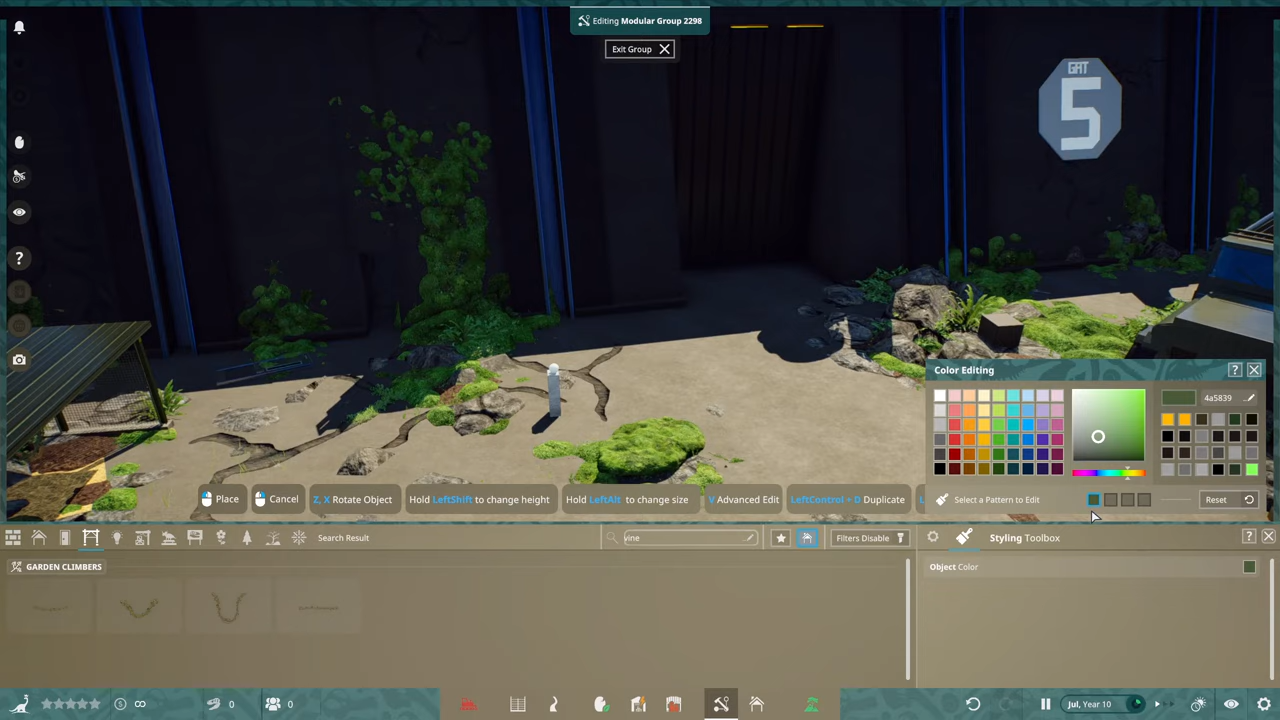 Editing Modular Group 2298
Exit Group
GAT
5
Color Editing
?
4a5839
?
Place
Cancel
Z, X Rotate Object
Hold LeftShift to change height
Hold LeftAlt to change size
V Advanced Edit
LeftControl + D Duplicate
L
Select a Pattern to Edit
Reset
Search Result
vine
Filters Disable
Styling Toolbox
?
GARDEN CLIMBERS
Object Color
∞
0
0
Jul, Year 10